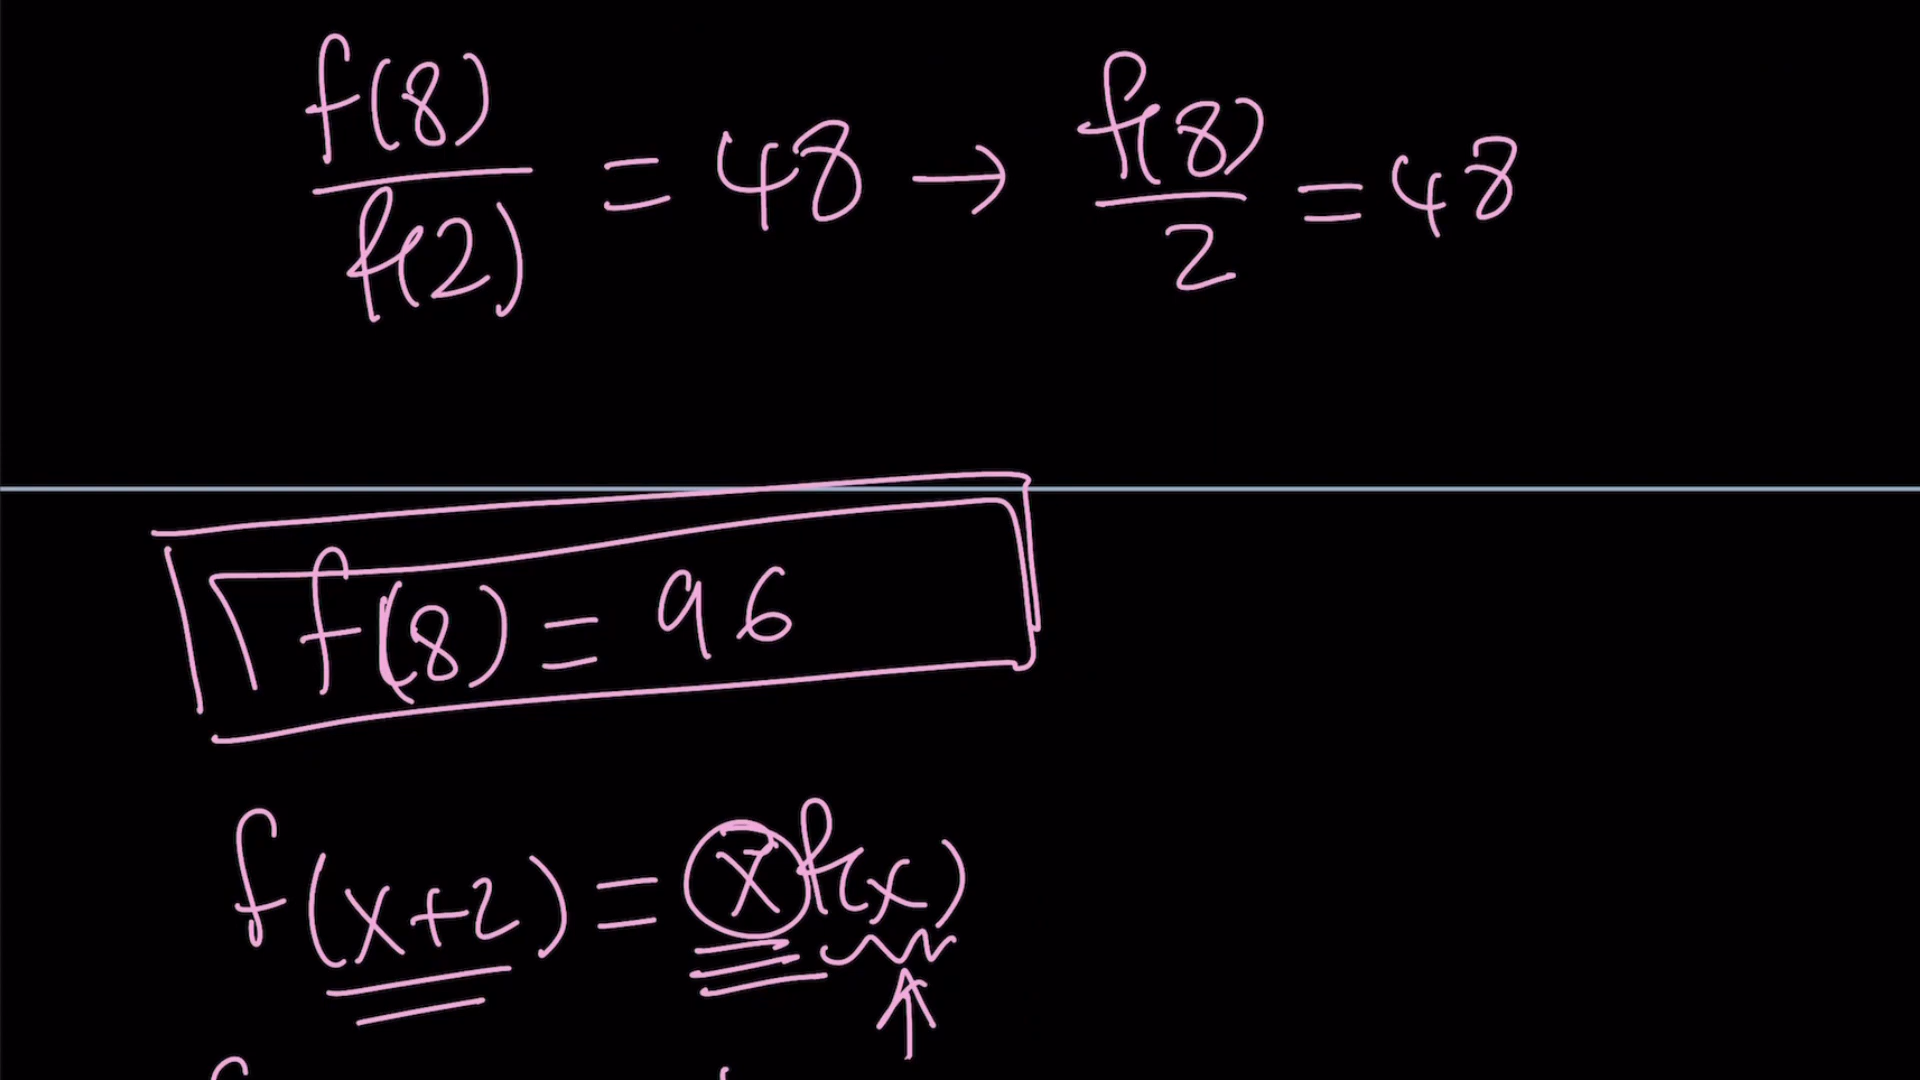 f(8)/f(2) = 48 → f(8)/2 = 48
f(8) = 96
f(x+2) = x f(x)